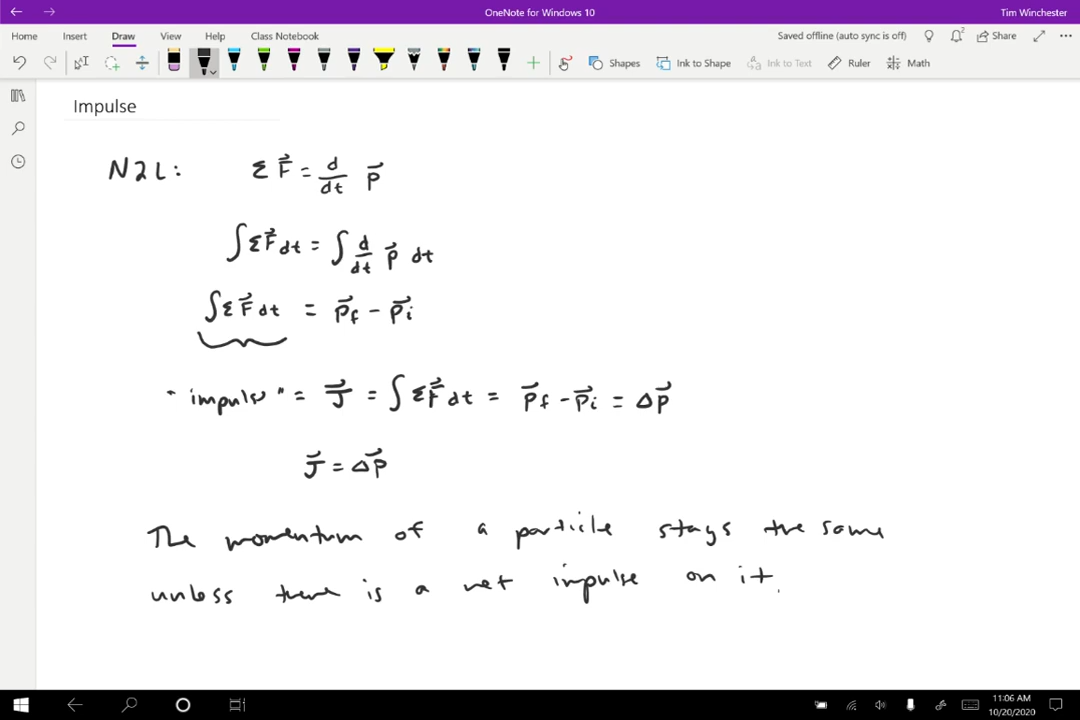 OneNote for Windows 10
Tim Winchester
Home Insert Draw View Help Class Notebook
Saved offline (auto sync is off) Share
Shapes Ink to Shape Ink to Text Ruler Math
Impulse
N2L: Σ F⃗ = d/dt p⃗
∫ΣF⃗ dt = ∫ d/dt p⃗ dt
∫ΣF⃗ dt = p⃗f - p⃗i
"impulse" = J⃗ = ∫ ΣF⃗ dt = p⃗f - p⃗i = Δp⃗
J⃗ = Δp⃗
The momentum of a particle stays the same
unless there is a net impulse on it.
11:06 AM
10/20/2020